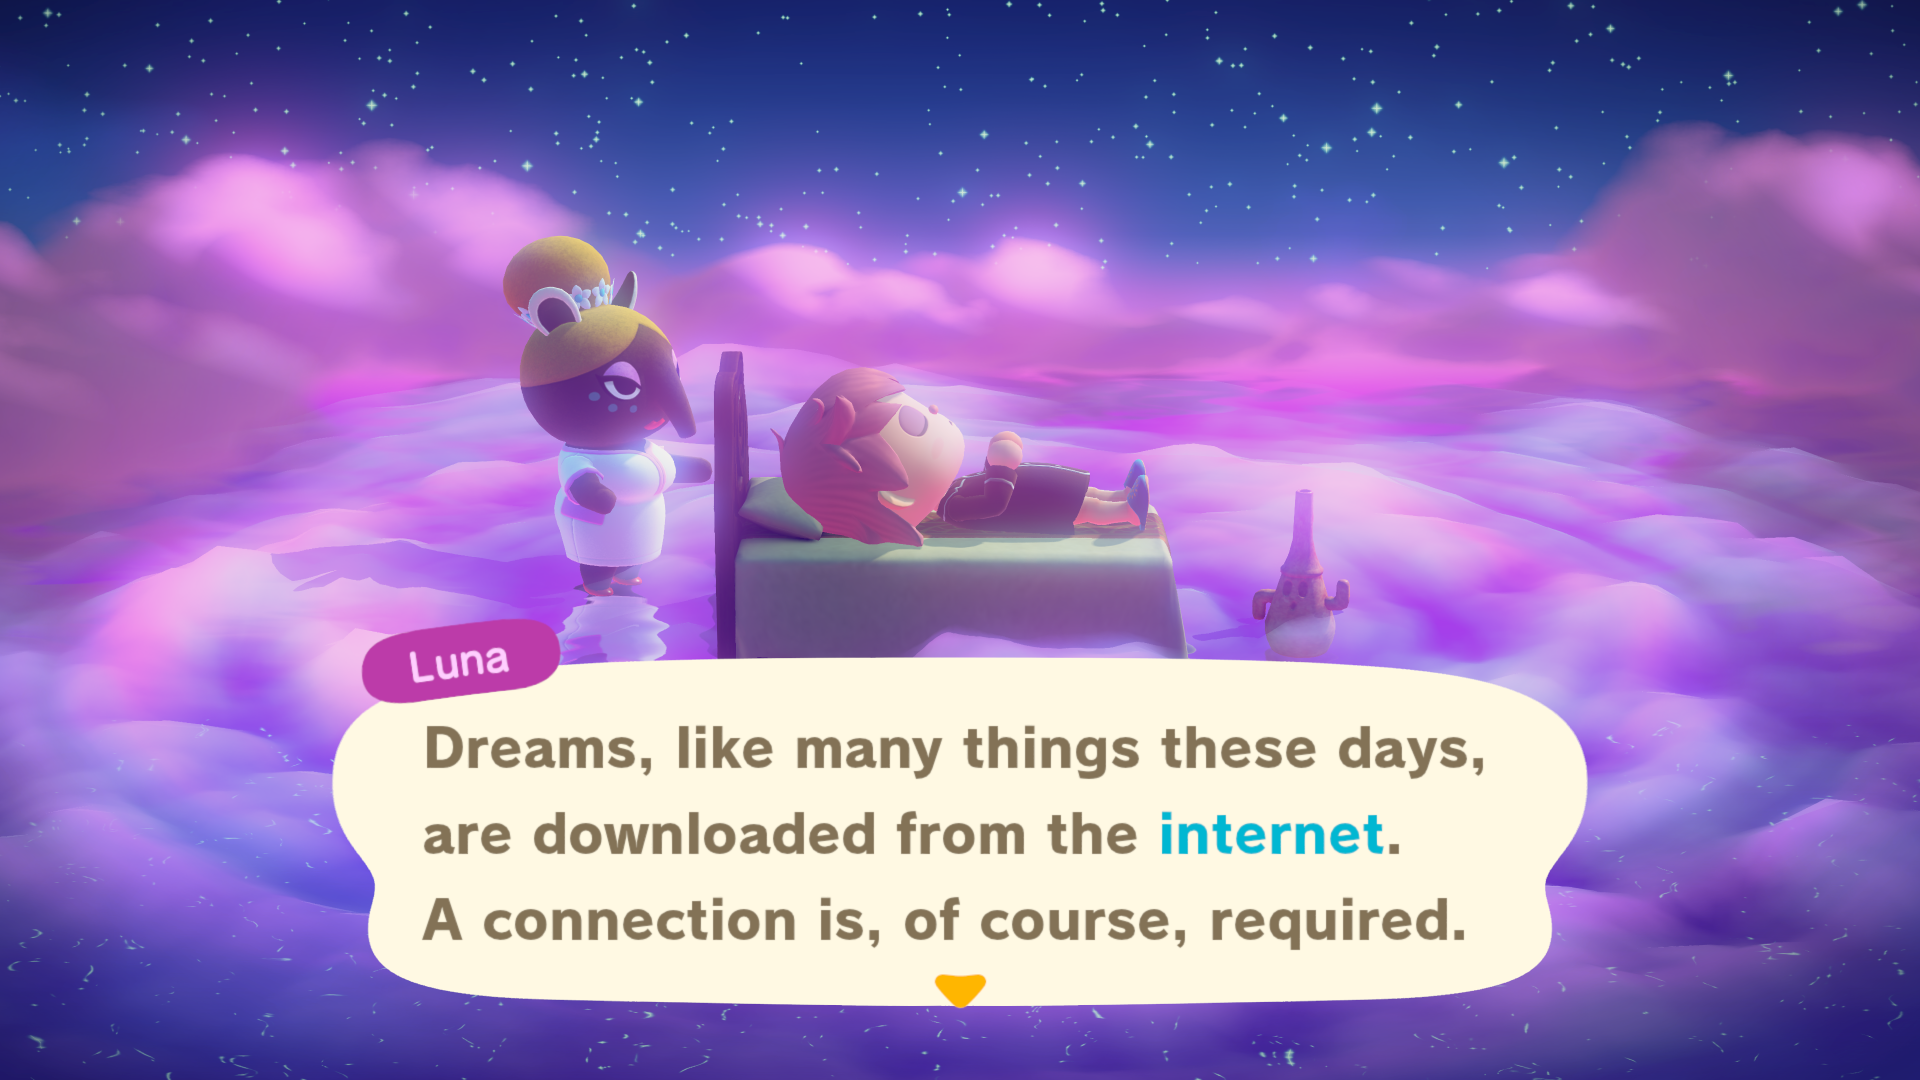 Luna
Dreams, like many things these days,
are downloaded from the internet.
A connection is, of course, required.